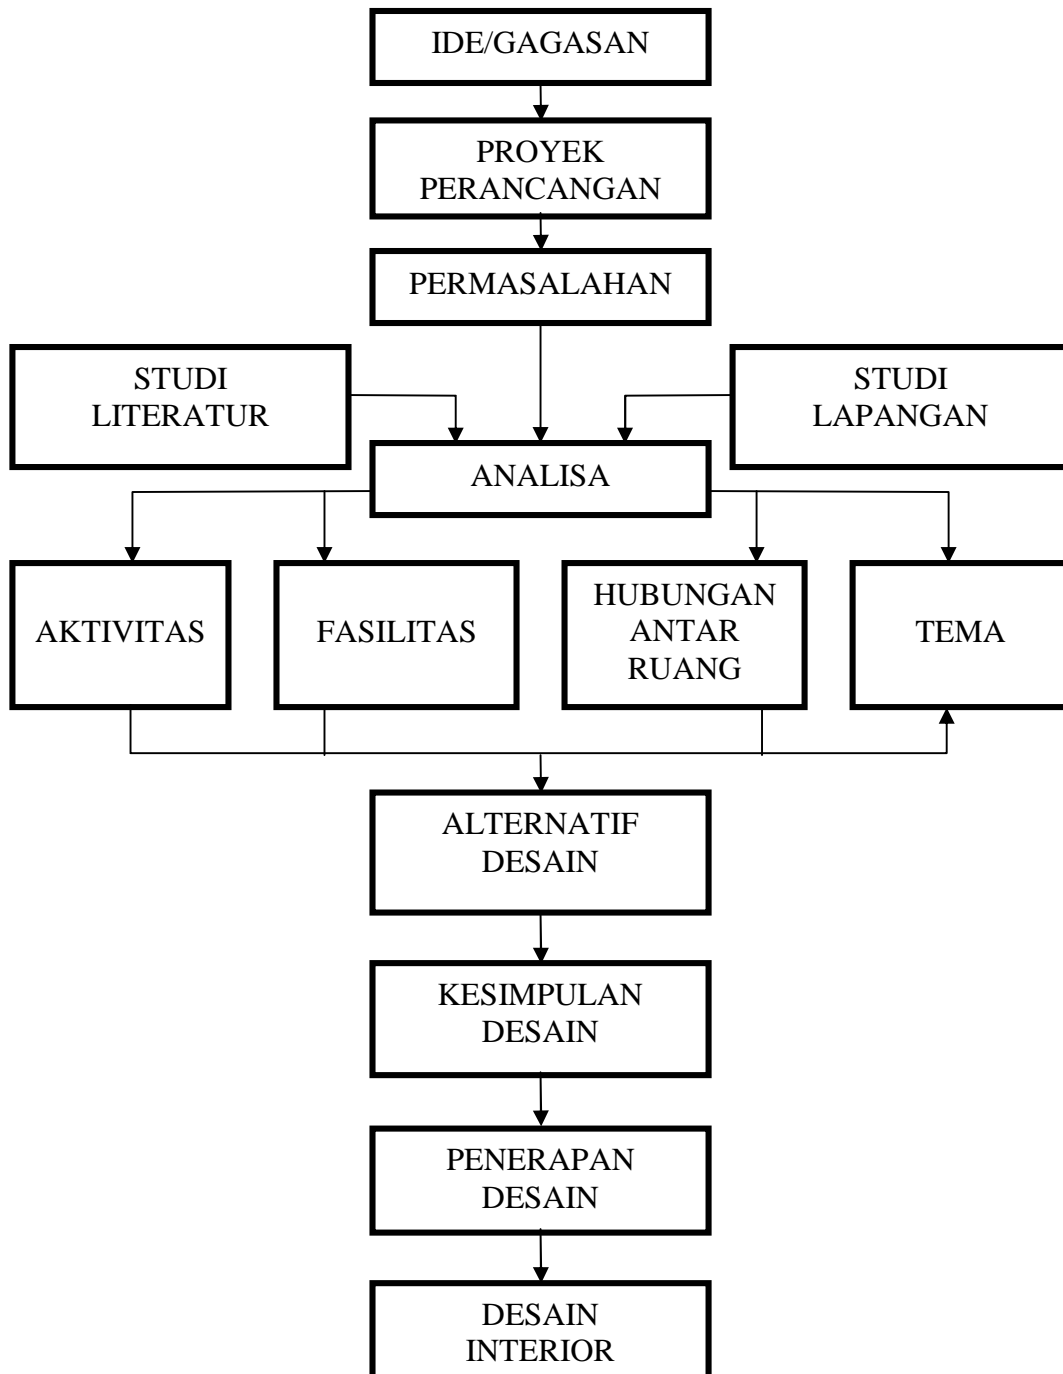 IDE/GAGASAN
PROYEK
PERANCANGAN
PERMASALAHAN
STUDI
LITERATUR
STUDI
LAPANGAN
ANALISA
AKTIVITAS
FASILITAS
HUBUNGAN
ANTAR
RUANG
TEMA
ALTERNATIF
DESAIN
KESIMPULAN
DESAIN
PENERAPAN
DESAIN
DESAIN
INTERIOR